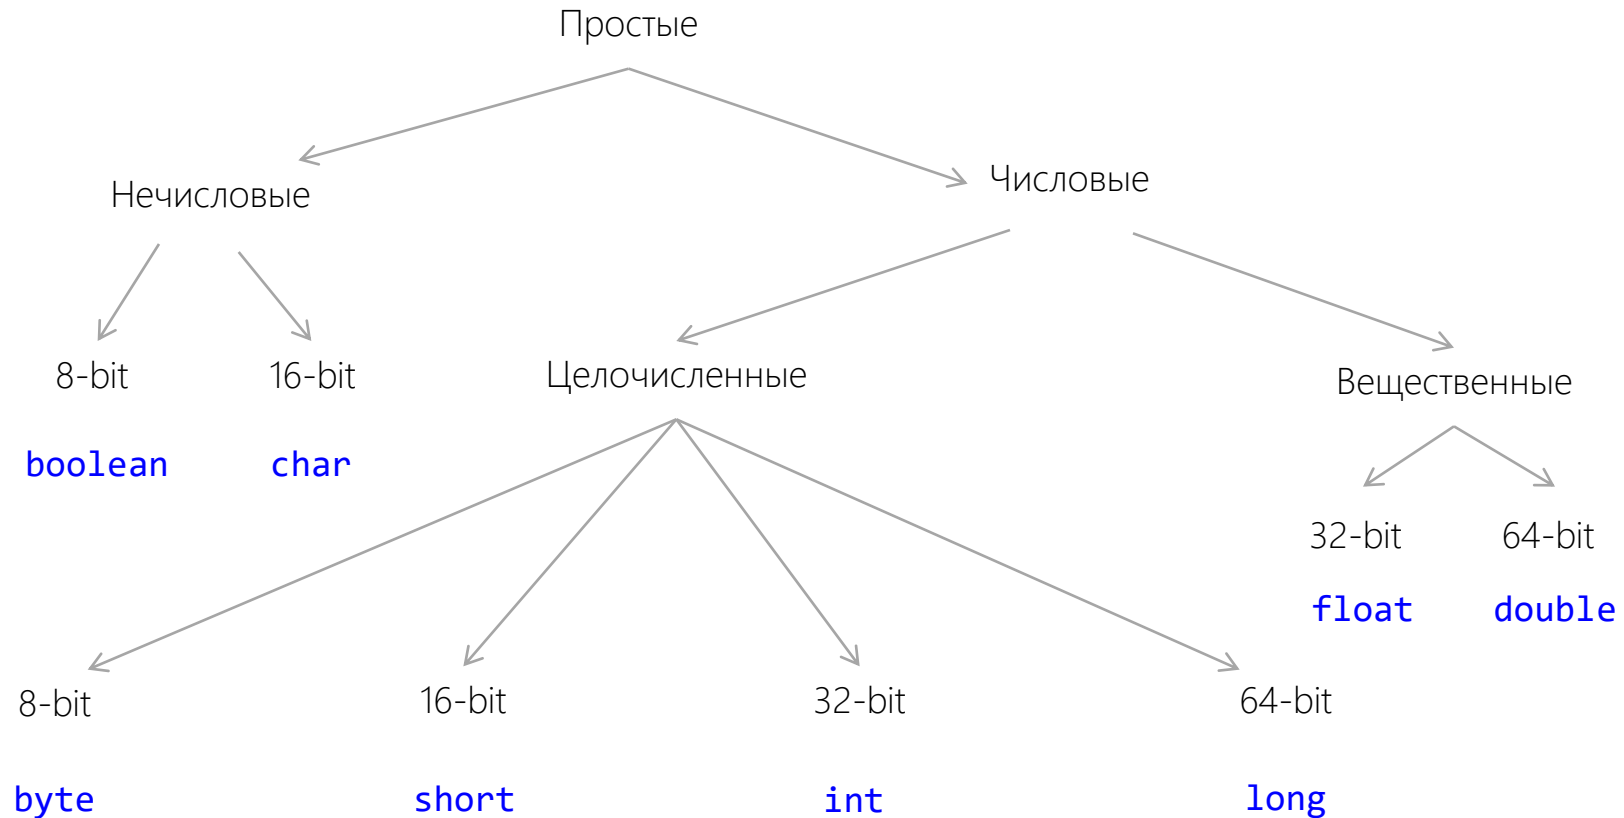 Простые
Нечисловые
Числовые
8-bit
16-bit
Целочисленные
Вещественные
boolean
char
32-bit
64-bit
float
double
8-bit
16-bit
32-bit
64-bit
byte
short
int
long